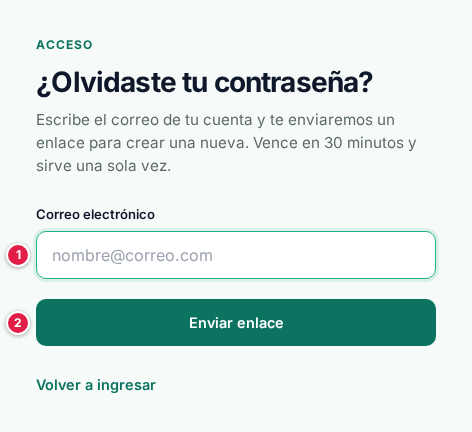 ACCESO
¿Olvidaste tu contraseña?
Escribe el correo de tu cuenta y te enviaremos un
enlace para crear una nueva. Vence en 30 minutos y
sirve una sola vez.
Correo electrónico
1 nombre@correo.com
2 Enviar enlace
Volver a ingresar